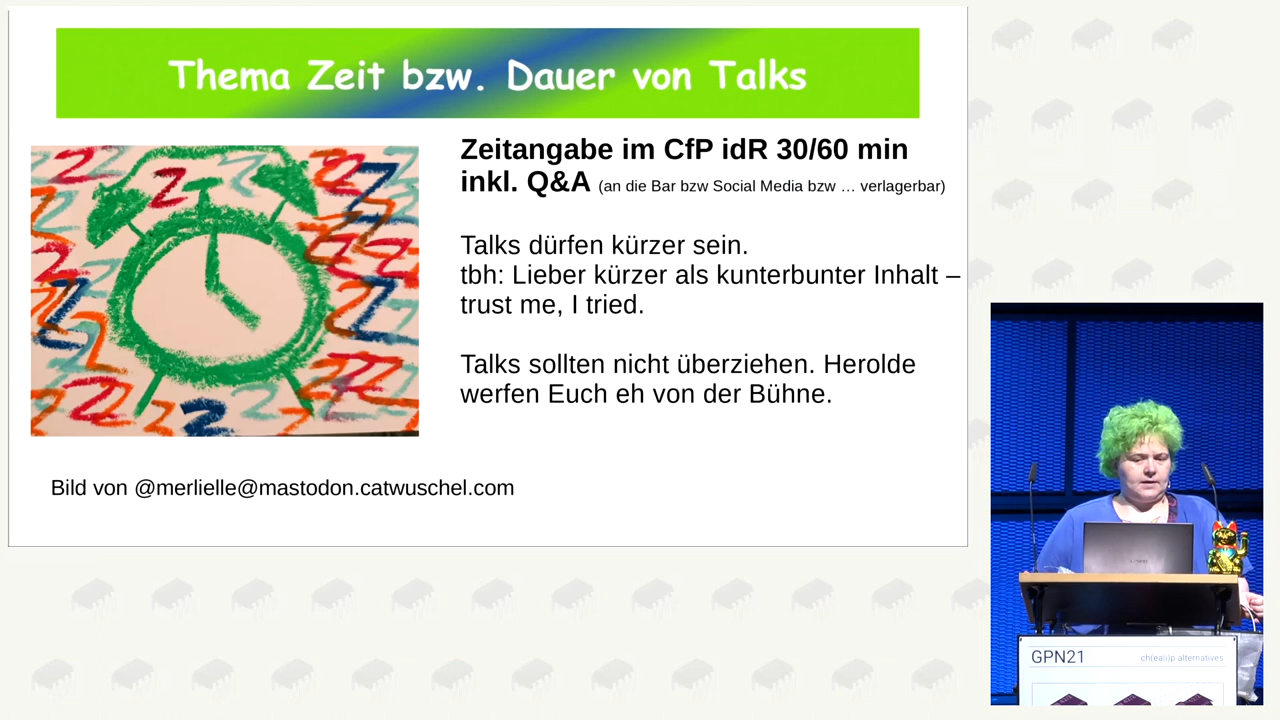 Thema Zeit bzw. Dauer von Talks
Zeitangabe im CfP idR 30/60 min
inkl. Q&A (an die Bar bzw Social Media bzw … verlagerbar)
Talks dürfen kürzer sein.
tbh: Lieber kürzer als kunterbunter Inhalt –
trust me, I tried.
Talks sollten nicht überziehen. Herolde
werfen Euch eh von der Bühne.
Bild von @merlielle@mastodon.catwuschel.com
GPN21
ch(ea|i)p alternatives